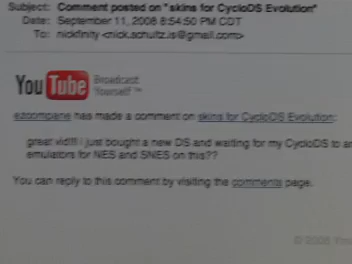 Subject: Comment posted on "skins for CycloDS Evolution"
Date: September 11, 2008 8:54:50 PM CDT
To: nickfinity <nick.schultz.is@gmail.com>
YouTube Broadcast Yourself ™
ezcompane has made a comment on skins for CycloDS Evolution:
great vid!!! i just bought a new DS and waiting for my CycloDS to
emulators for NES and SNES on this??
You can reply to this comment by visiting the comments page.
© 2008